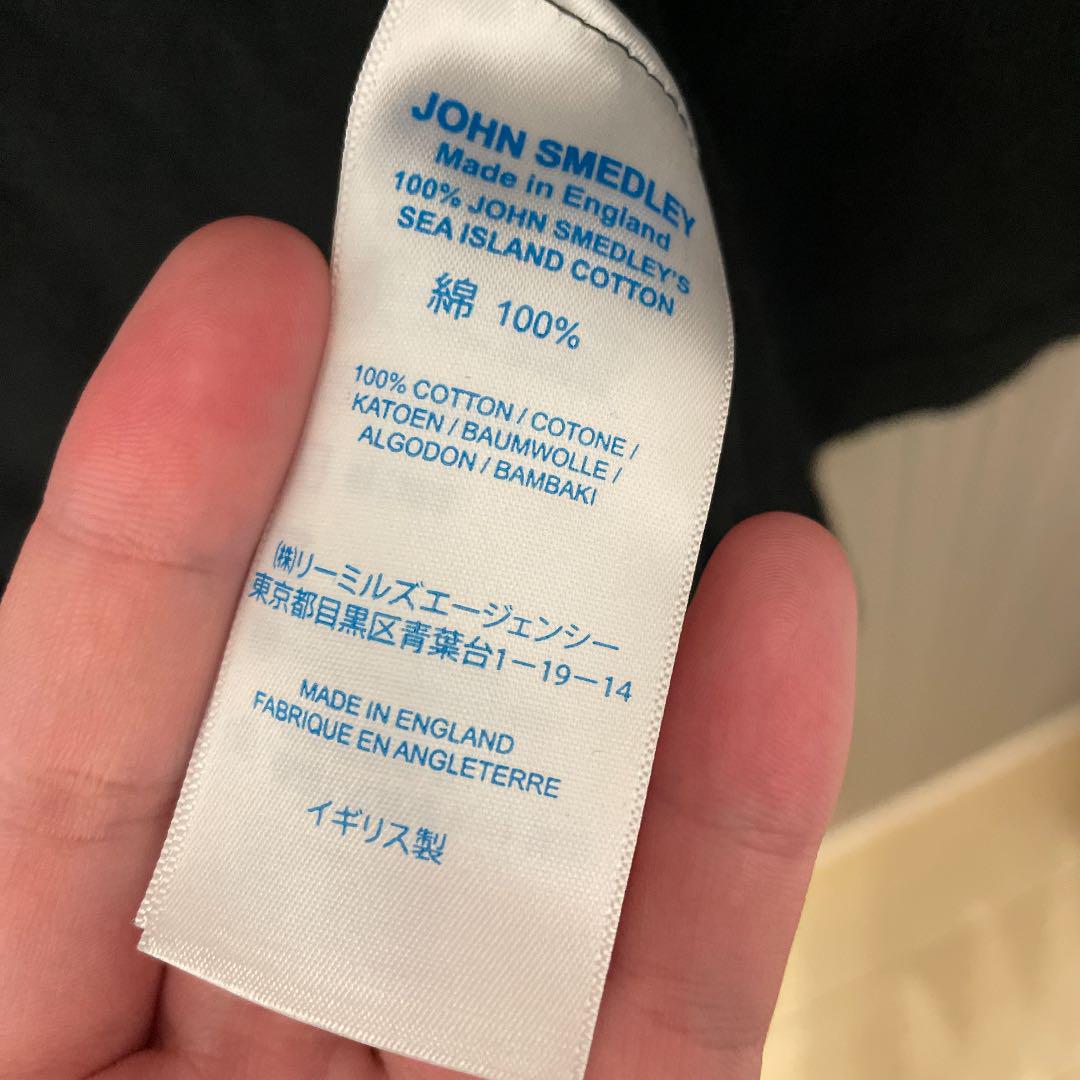 JOHN SMEDLEY
Made in England
100% JOHN SMEDLEY'S
SEA ISLAND COTTON
綿 100%
100% COTTON / COTONE /
KATOEN / BAUMWOLLE /
ALGODON / BAMBAKI
㈱リーミルズエージェンシー
東京都目黒区青葉台1－19－14
MADE IN ENGLAND
FABRIQUE EN ANGLETERRE
イギリス製